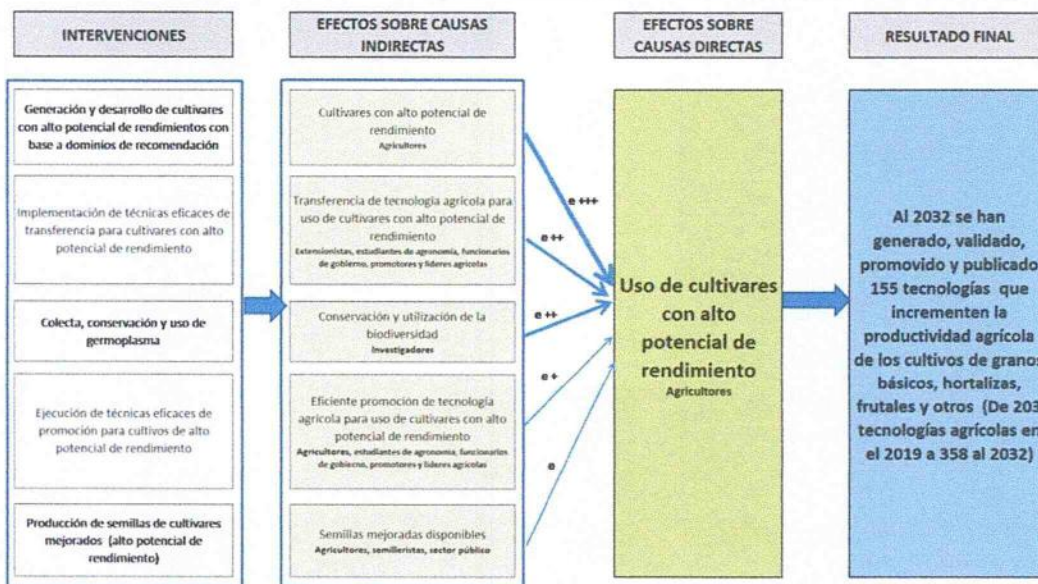 INTERVENCIONES
EFECTOS SOBRE CAUSAS
INDIRECTAS
EFECTOS SOBRE
CAUSAS DIRECTAS
RESULTADO FINAL
Generación y desarrollo de cultivares
con alto potencial de rendimientos con
base a dominios de recomendación
Implementación de técnicas eficaces de
transferencia para cultivares con alto
potencial de rendimiento
Colecta, conservación y uso de
germoplasma
Ejecución de técnicas eficaces de
promoción para cultivos de alto
potencial de rendimiento
Producción de semillas de cultivares
mejorados (alto potencial de
rendimiento)
Cultivares con alto potencial de
rendimiento
Agricultores
Transferencia de tecnología agrícola para
uso de cultivares con alto potencial de
rendimiento
Extensionistas, estudiantes de agronomía, funcionarios
de gobierno, promotores y líderes agrícolas
Conservación y utilización de la
biodiversidad
Investigadores
Eficiente promoción de tecnología
agrícola para uso de cultivares con alto
potencial de rendimiento
Agricultores, estudiantes de agronomía, funcionarios
de gobierno, promotores y líderes agrícolas
Semillas mejoradas disponibles
Agricultores, semilleristas, sector público
e +++
e ++
e ++
e +
e
Uso de cultivares
con alto
potencial de
rendimiento
Agricultores
Al 2032 se han
generado, validado,
promovido y publicado
155 tecnologías que
incrementen la
productividad agrícola
de los cultivos de granos
básicos, hortalizas,
frutales y otros (De 203
tecnologías agrícolas en
el 2019 a 358 al 2032)